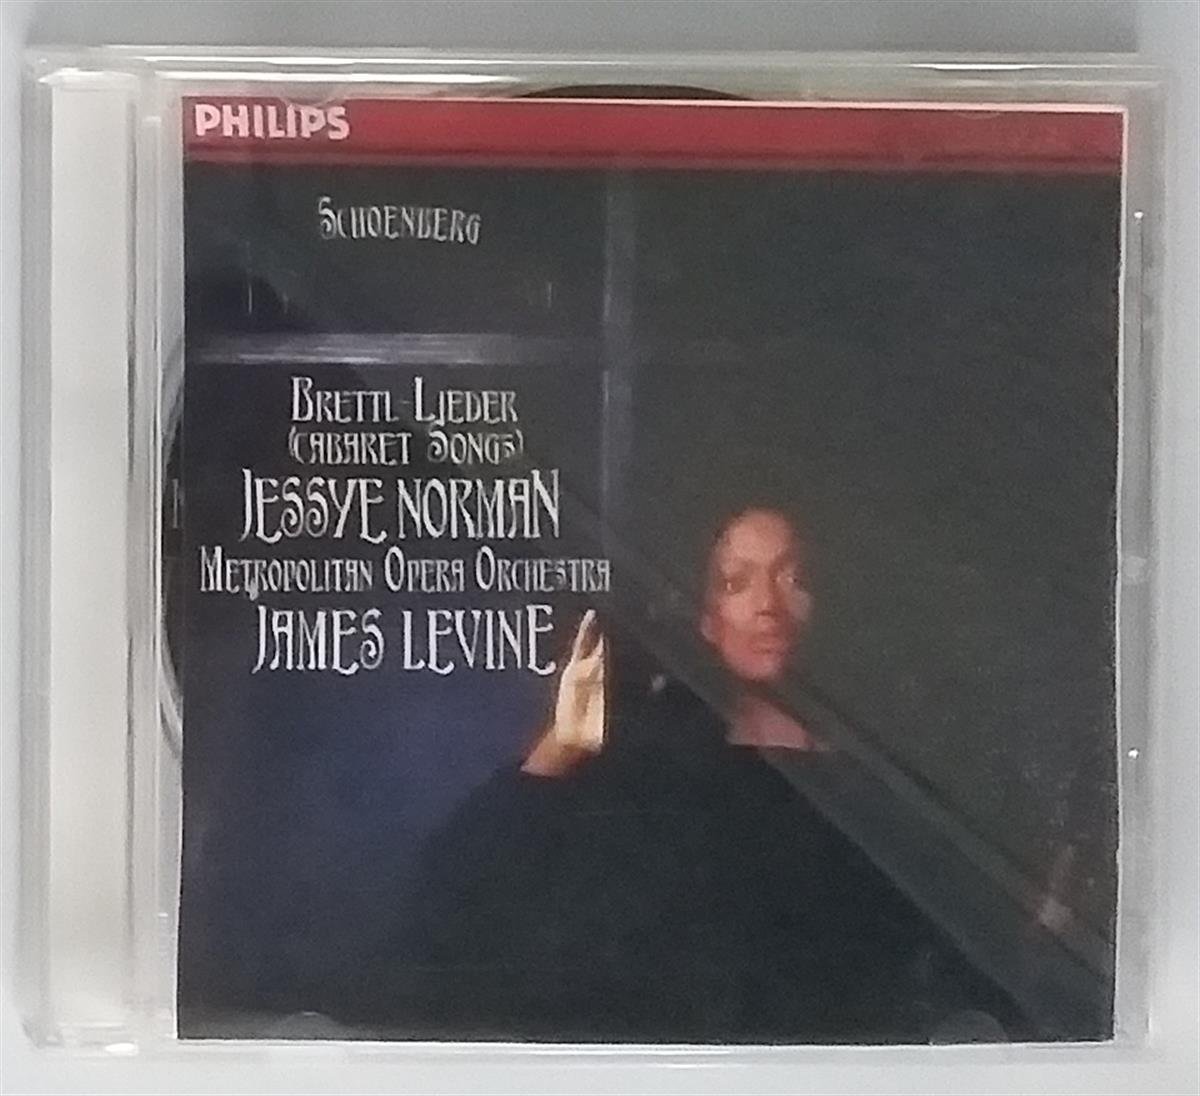 PHILIPS
SCHOENBERG
BRETTL-LIEDER
(CABARET SONGS)
JESSYE NORMAN
METROPOLITAN OPERA ORCHESTRA
JAMES LEVINE